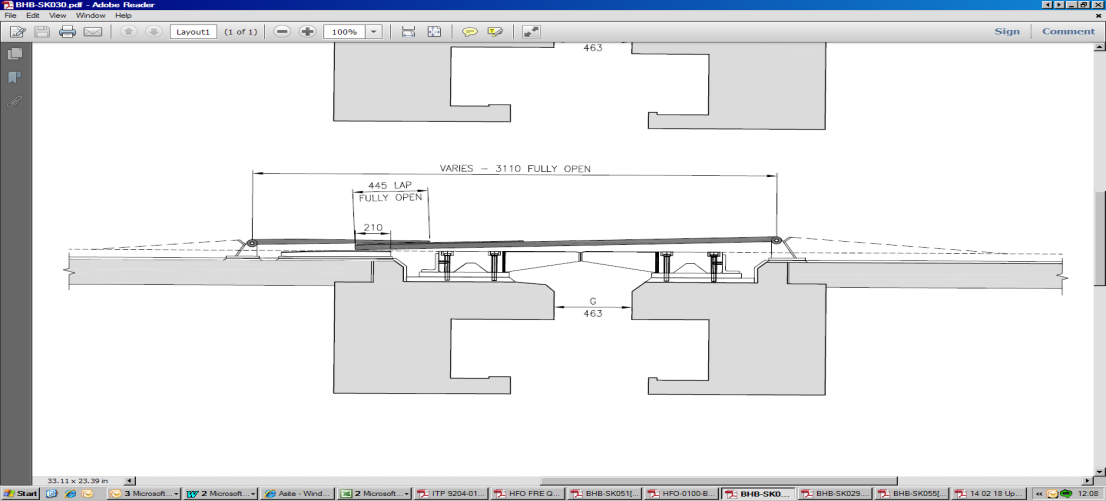 BHB-SK030.pdf - Adobe Reader
File Edit View Window Help
Layout1 (1 of 1) 100% Sign Comment
463
VARIES - 3110 FULLY OPEN
445 LAP
FULLY OPEN
210
G
463
33.11 x 23.39 in
Start 3 Microsoft... 2 Microsoft... Asite - Wind... 2 Microsoft... ITP 9204-01... HFO FRE Q... BHB-SK051[... HFO-0100-B... BHB-SK0... BHB-SK029... BHB-SK055[... 14 02 18 Up... 12:08